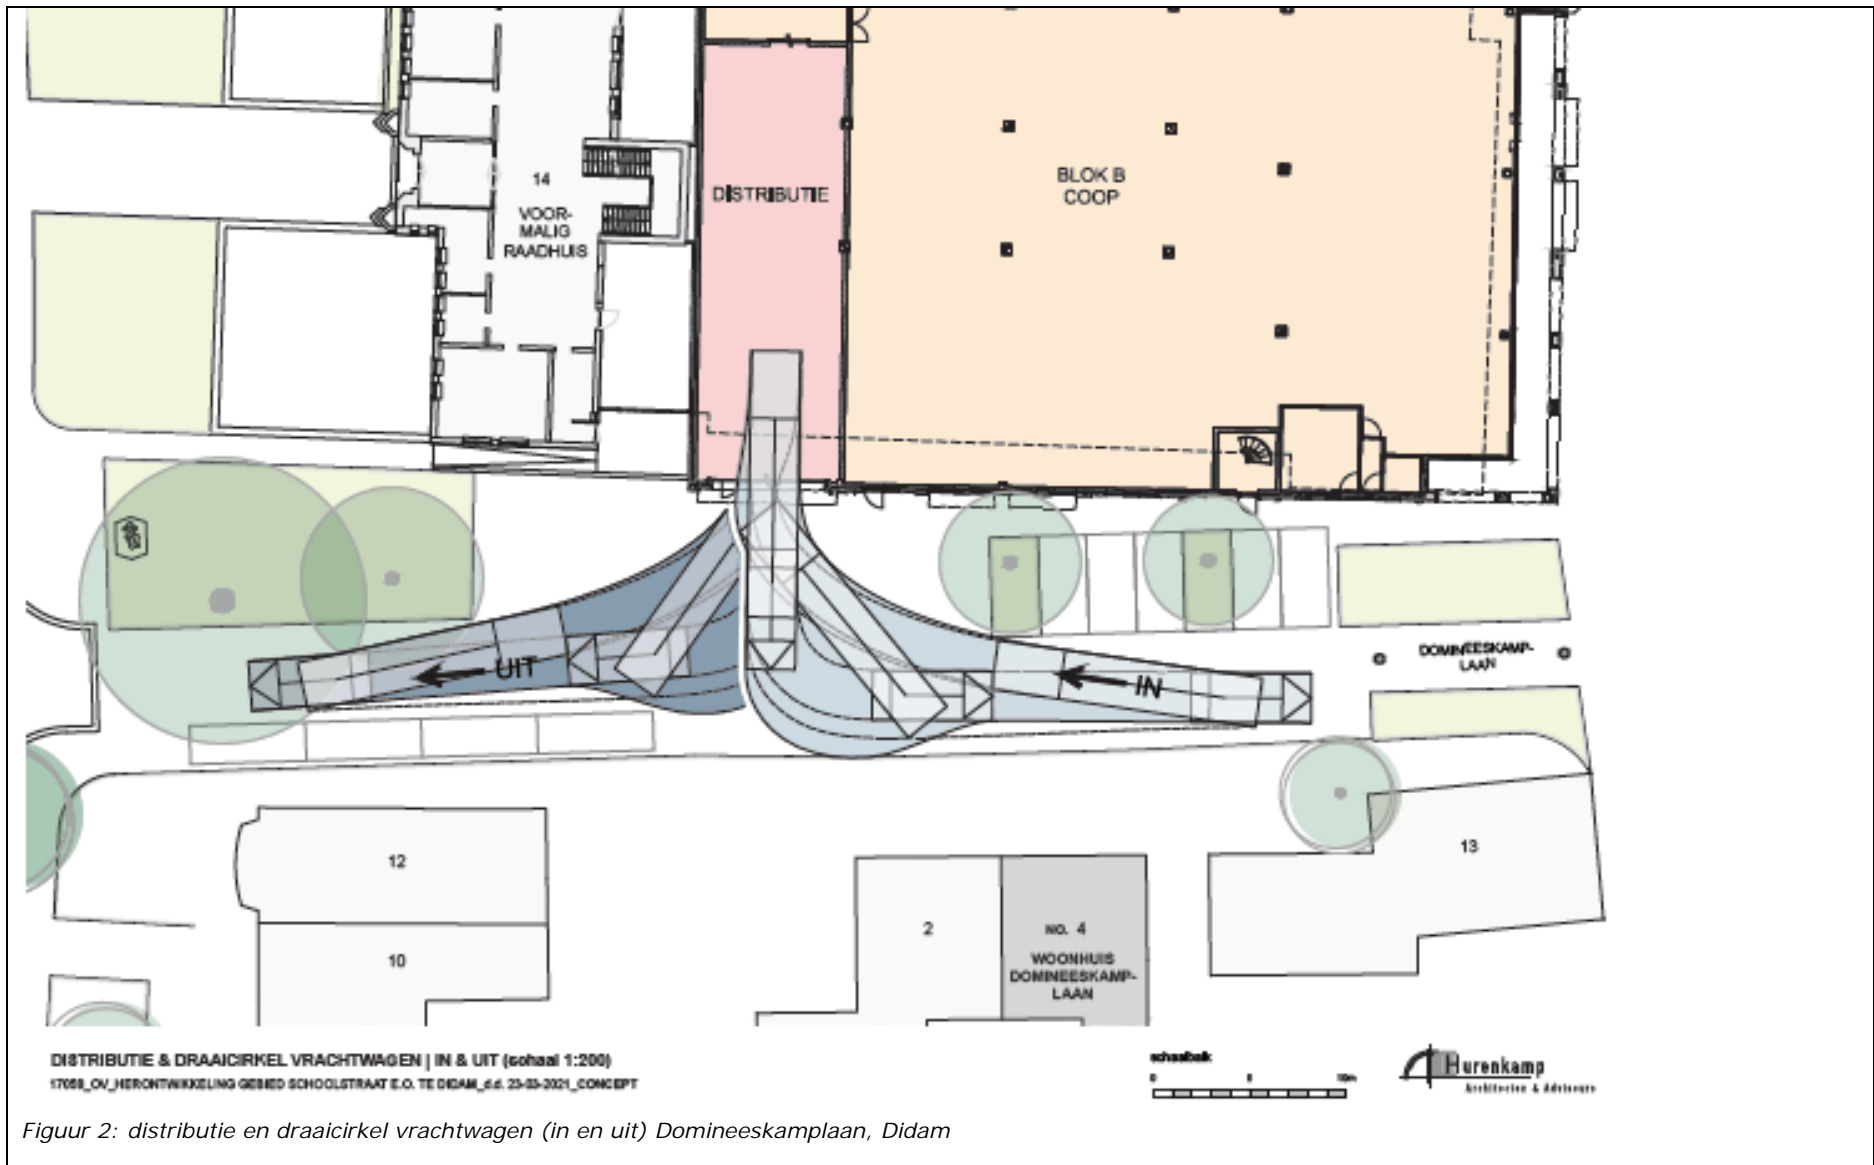 14
VOOR-
MALIG
RAADHUIS
DISTRIBUTIE
BLOK B
COOP
UIT
IN
DOMINEESKAMP-
LAAN
12
10
2
NO. 4
WOONHUIS
DOMINEESKAMP-
LAAN
13
DISTRIBUTIE & DRAAICIRKEL VRACHTWAGEN | IN & UIT (schaal 1:200)
17058_OV_HERONTWIKKELING GEBIED SCHOOLSTRAAT E.O. TE DIDAM_d.d. 23-03-2021_CONCEPT
schaalbalk
0 5 10m
Hurenkamp
Architecten & Adviseurs
Figuur 2: distributie en draaicirkel vrachtwagen (in en uit) Domineeskamplaan, Didam